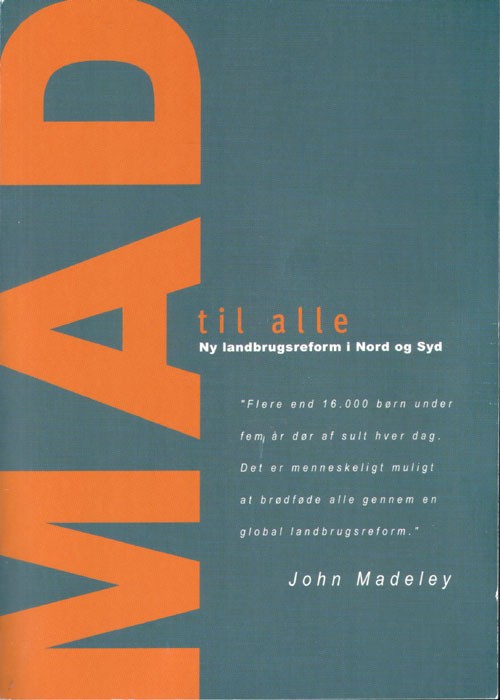 MAD
til alle
Ny landbrugsreform i Nord og Syd
"Flere end 16.000 børn under
fem år dør af sult hver dag.
Det er menneskeligt muligt
at brødføde alle gennem en
global landbrugsreform."
John Madeley